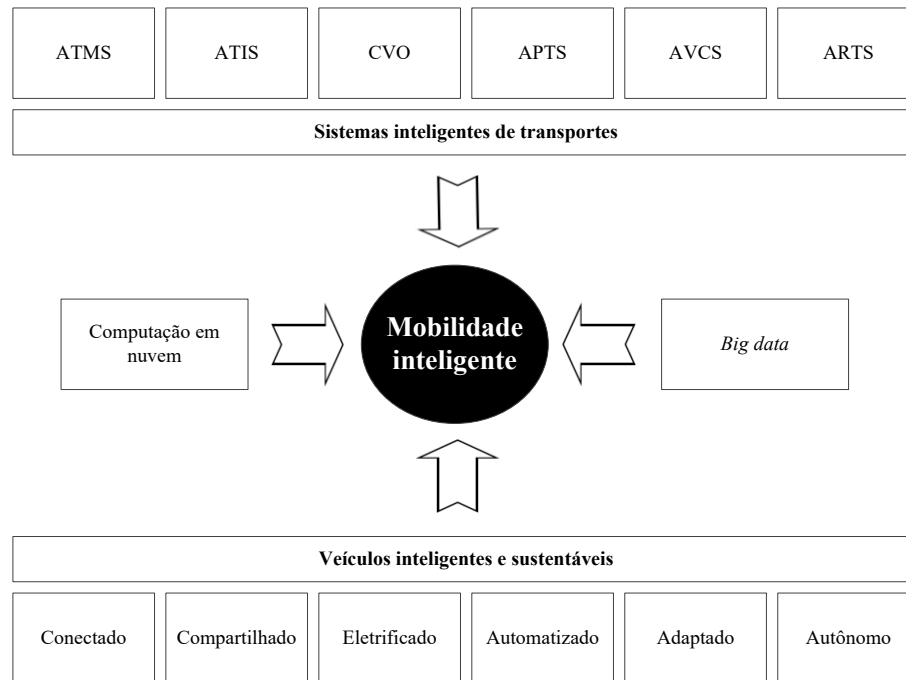 ATMS
ATIS
CVO
APTS
AVCS
ARTS
Sistemas inteligentes de transportes
Computação em
nuvem
Mobilidade
inteligente
Big data
Veículos inteligentes e sustentáveis
Conectado
Compartilhado
Eletrificado
Automatizado
Adaptado
Autônomo